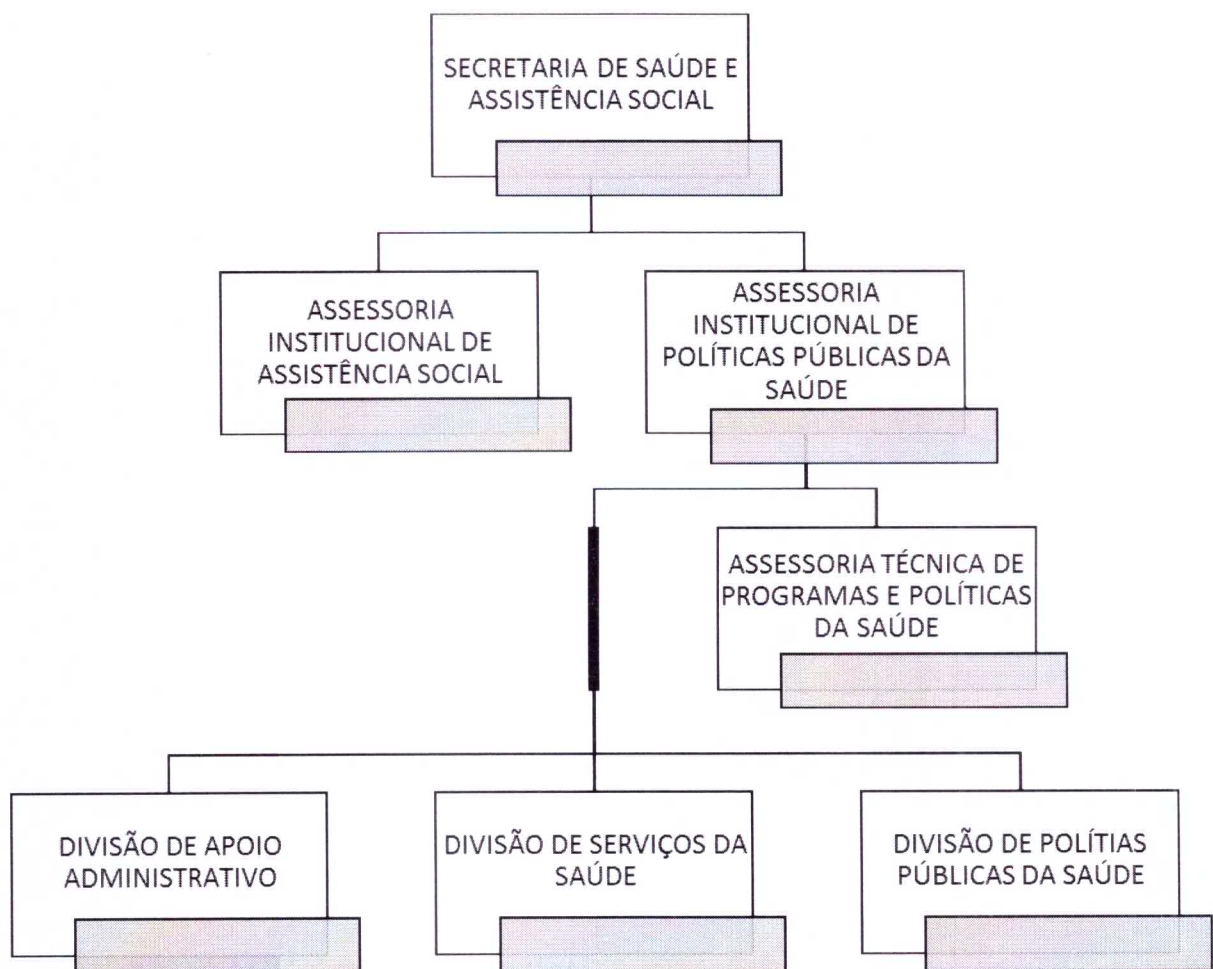 SECRETARIA DE SAÚDE E
ASSISTÊNCIA SOCIAL
ASSESSORIA
INSTITUCIONAL DE
ASSISTÊNCIA SOCIAL
ASSESSORIA
INSTITUCIONAL DE
POLÍTICAS PÚBLICAS DA
SAÚDE
ASSESSORIA TÉCNICA DE
PROGRAMAS E POLÍTICAS
DA SAÚDE
DIVISÃO DE APOIO
ADMINISTRATIVO
DIVISÃO DE SERVIÇOS DA
SAÚDE
DIVISÃO DE POLÍTIAS
PÚBLICAS DA SAÚDE